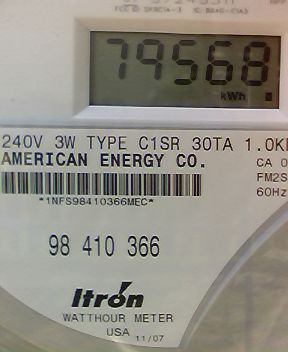 79568
kWh
240V 3W TYPE C1SR 30TA 1.0K
AMERICAN ENERGY CO.
CA 0
FM2S
60Hz
*1NFS98410366MEC*
98 410 366
Itron
WATTHOUR METER
USA 11/07